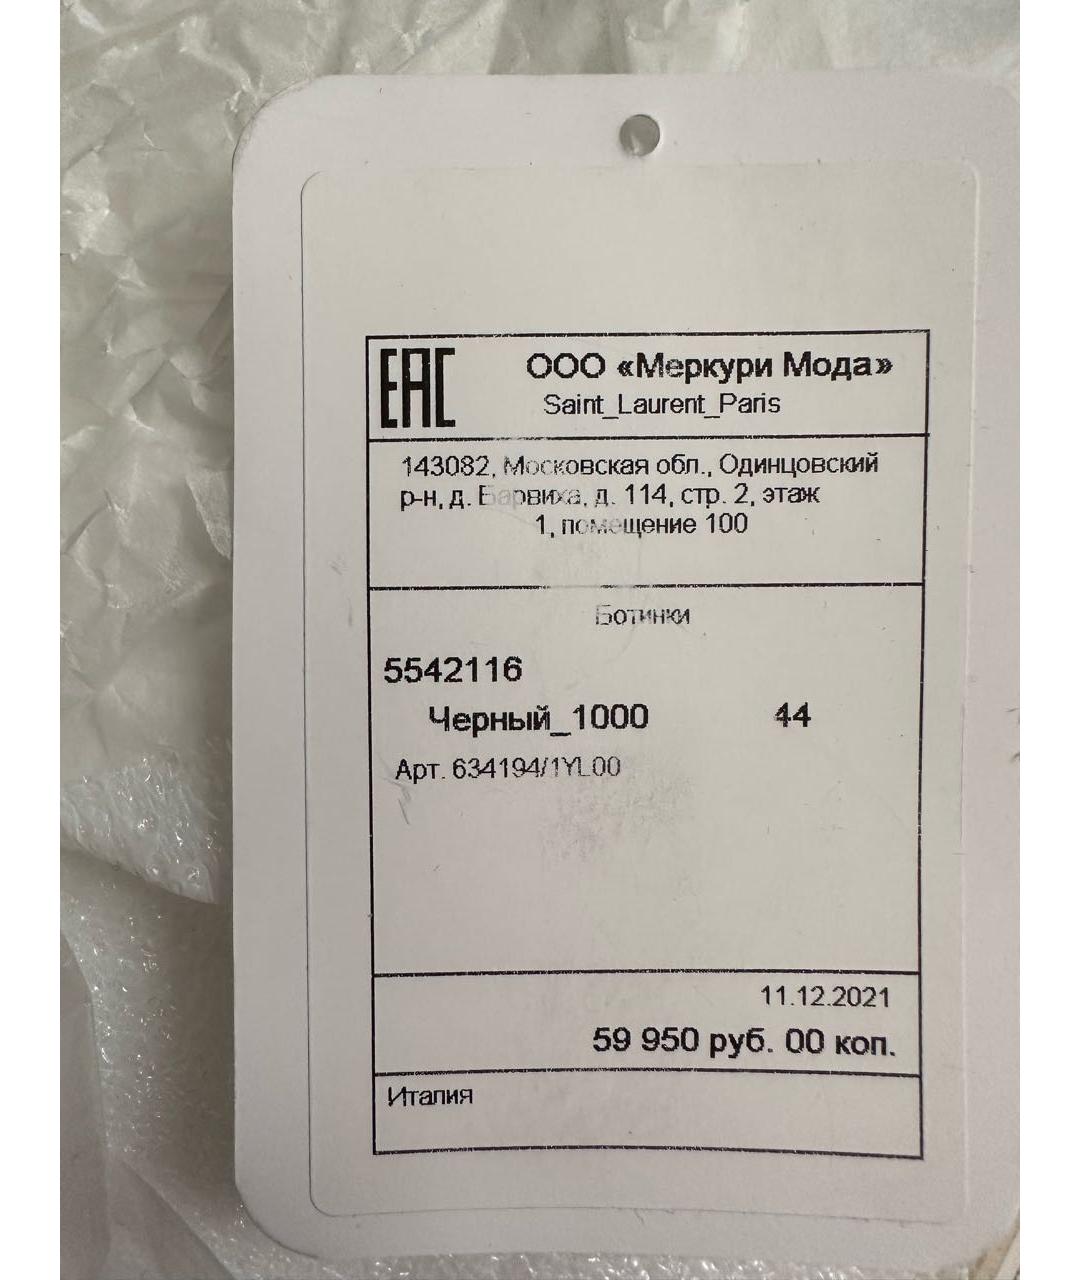 EAC
ООО «Меркури Мода»
Saint_Laurent_Paris
143082, Московская обл., Одинцовский
р-н, д. Барвиха, д. 114, стр. 2, этаж
1, помещение 100
Ботинки
5542116
Черный_1000 44
Арт. 634194/1YL00
11.12.2021
59 950 руб. 00 коп.
Италия